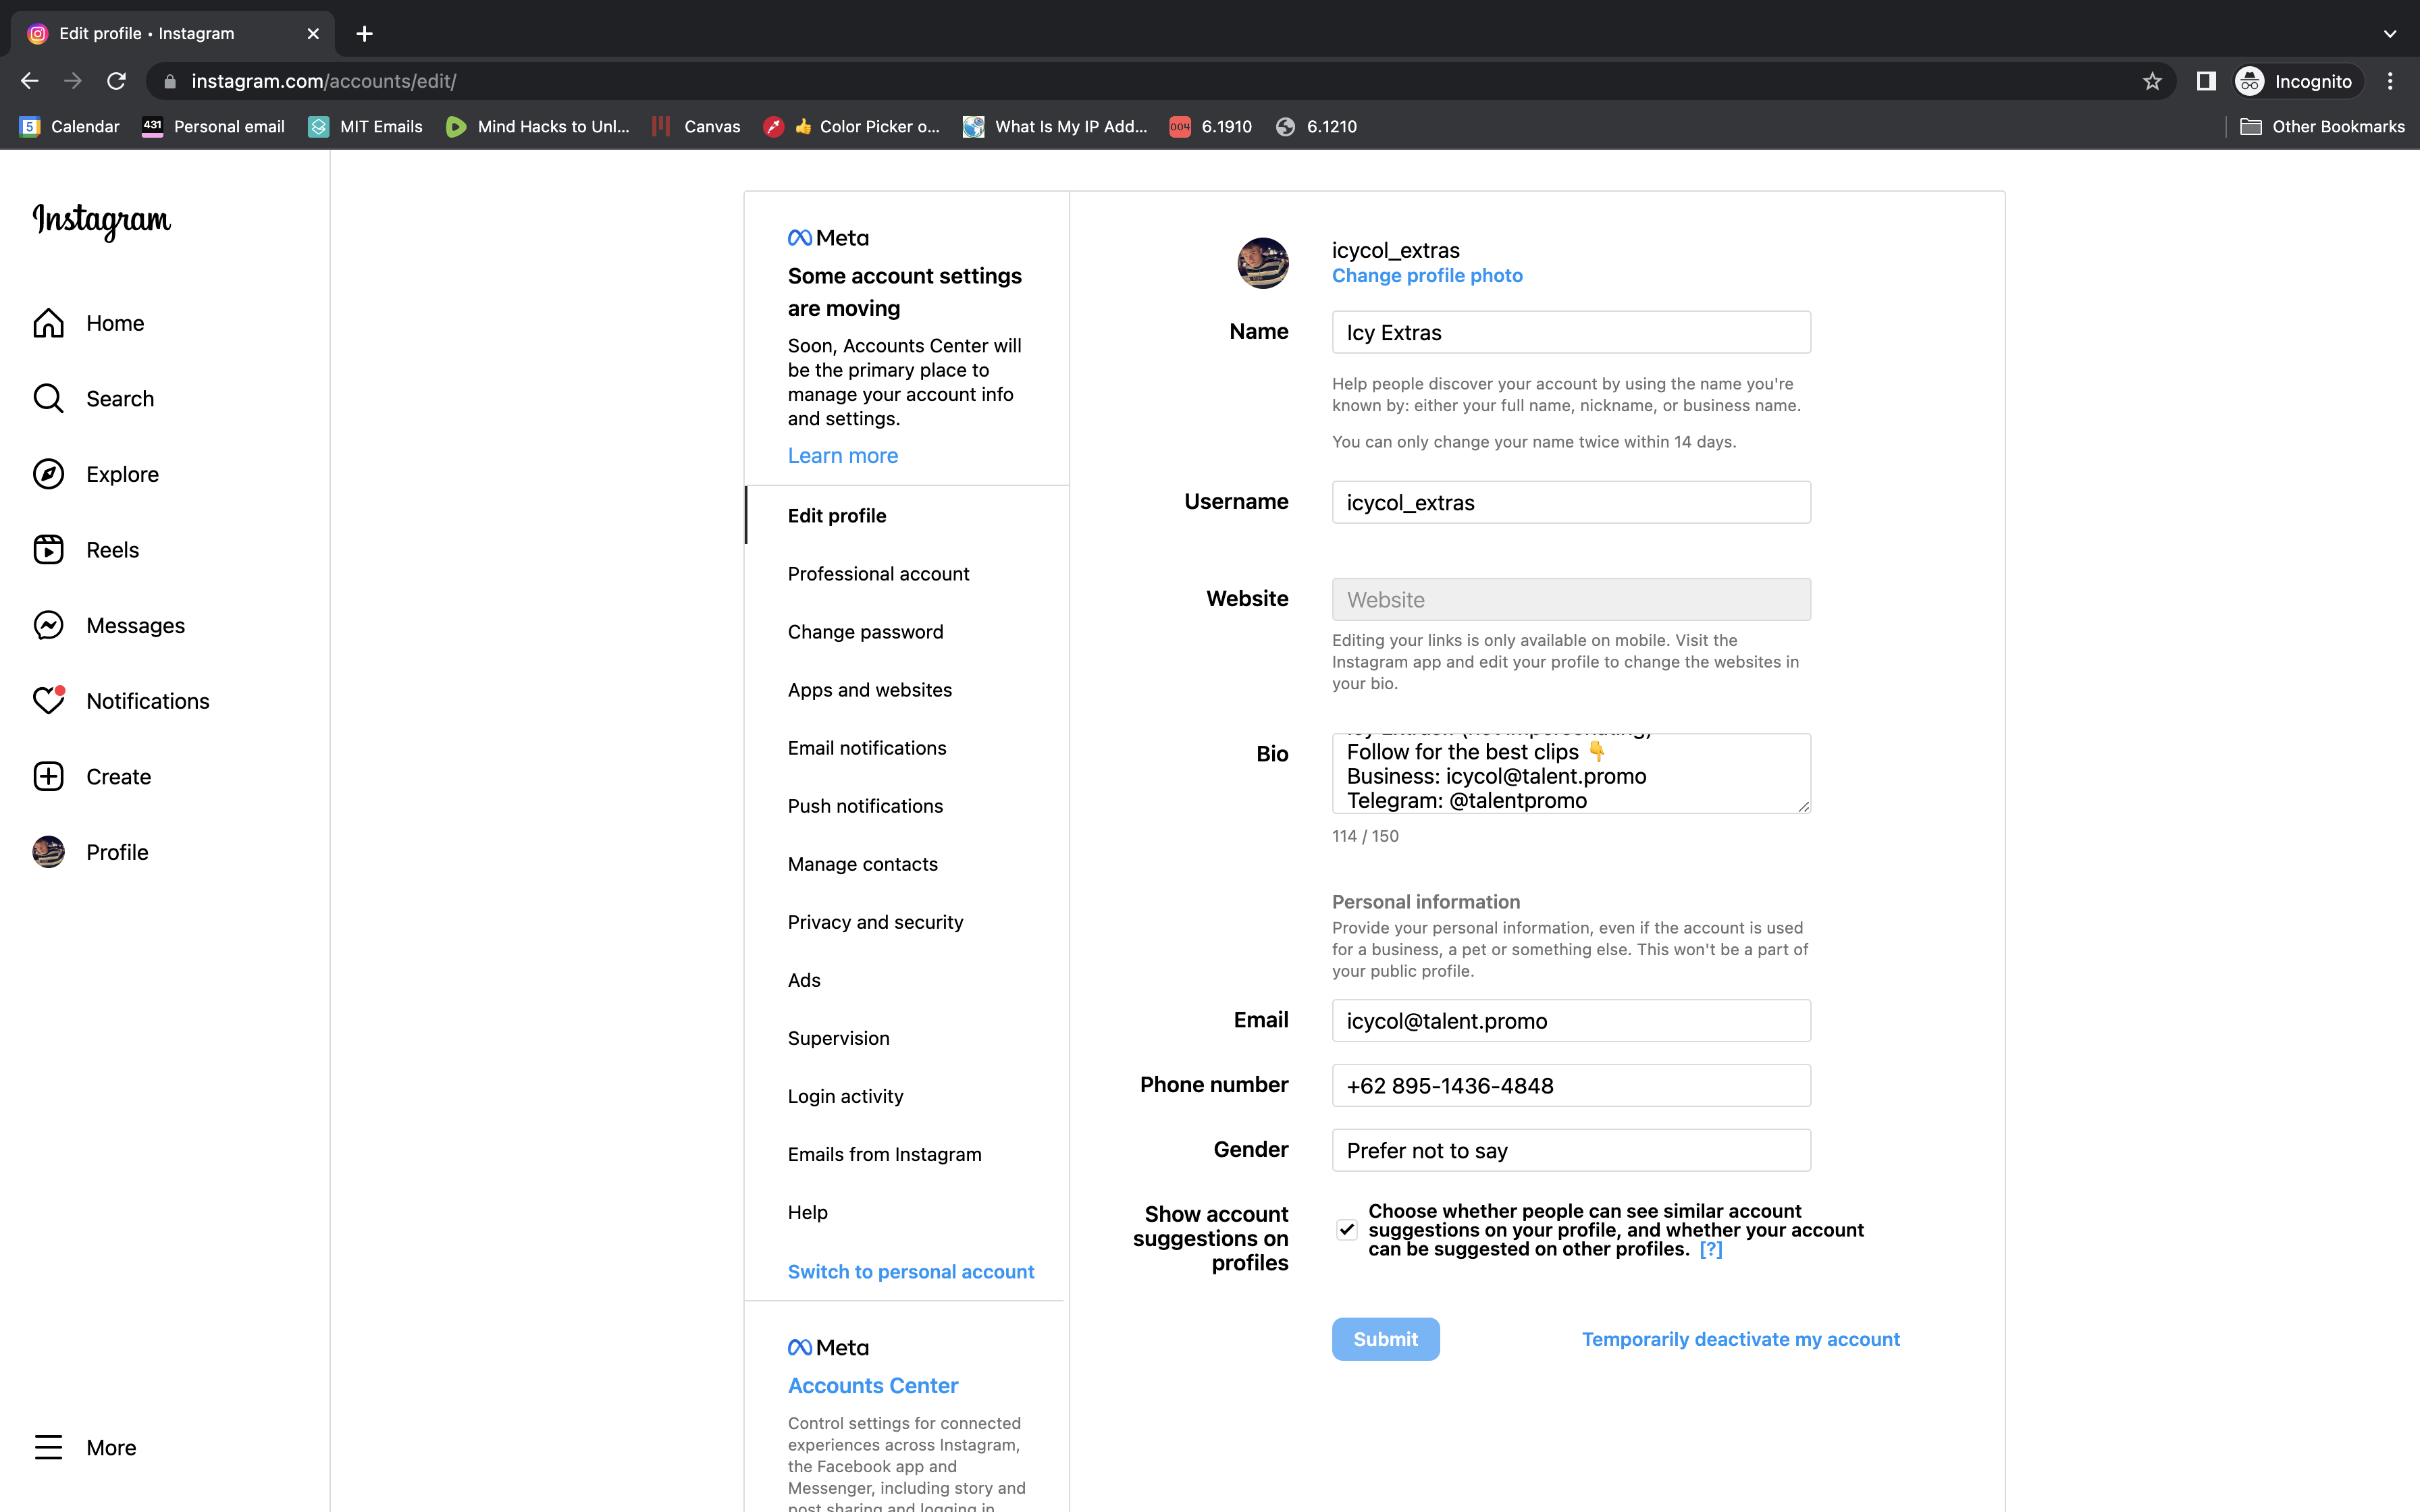 Edit profile • Instagram
instagram.com/accounts/edit/
Incognito
5 Calendar
431 Personal email
MIT Emails
Mind Hacks to Unl...
Canvas
👍 Color Picker o...
What Is My IP Add...
004 6.1910
6.1210
Other Bookmarks
Instagram
Home
Search
Explore
Reels
Messages
Notifications
Create
Profile
More
Meta
Some account settings
are moving
Soon, Accounts Center will
be the primary place to
manage your account info
and settings.
Learn more
Edit profile
Professional account
Change password
Apps and websites
Email notifications
Push notifications
Manage contacts
Privacy and security
Ads
Supervision
Login activity
Emails from Instagram
Help
Switch to personal account
Meta
Accounts Center
Control settings for connected
experiences across Instagram,
the Facebook app and
Messenger, including story and
post sharing and logging in.
icycol_extras
Change profile photo
Name
Icy Extras
Help people discover your account by using the name you're
known by: either your full name, nickname, or business name.
You can only change your name twice within 14 days.
Username
icycol_extras
Website
Website
Editing your links is only available on mobile. Visit the
Instagram app and edit your profile to change the websites in
your bio.
Bio
Follow for the best clips 👇
Business: icycol@talent.promo
Telegram: @talentpromo
114 / 150
Personal information
Provide your personal information, even if the account is used
for a business, a pet or something else. This won't be a part of
your public profile.
Email
icycol@talent.promo
Phone number
+62 895-1436-4848
Gender
Prefer not to say
Show account
suggestions on
profiles
Choose whether people can see similar account
suggestions on your profile, and whether your account
can be suggested on other profiles. [?]
Submit
Temporarily deactivate my account